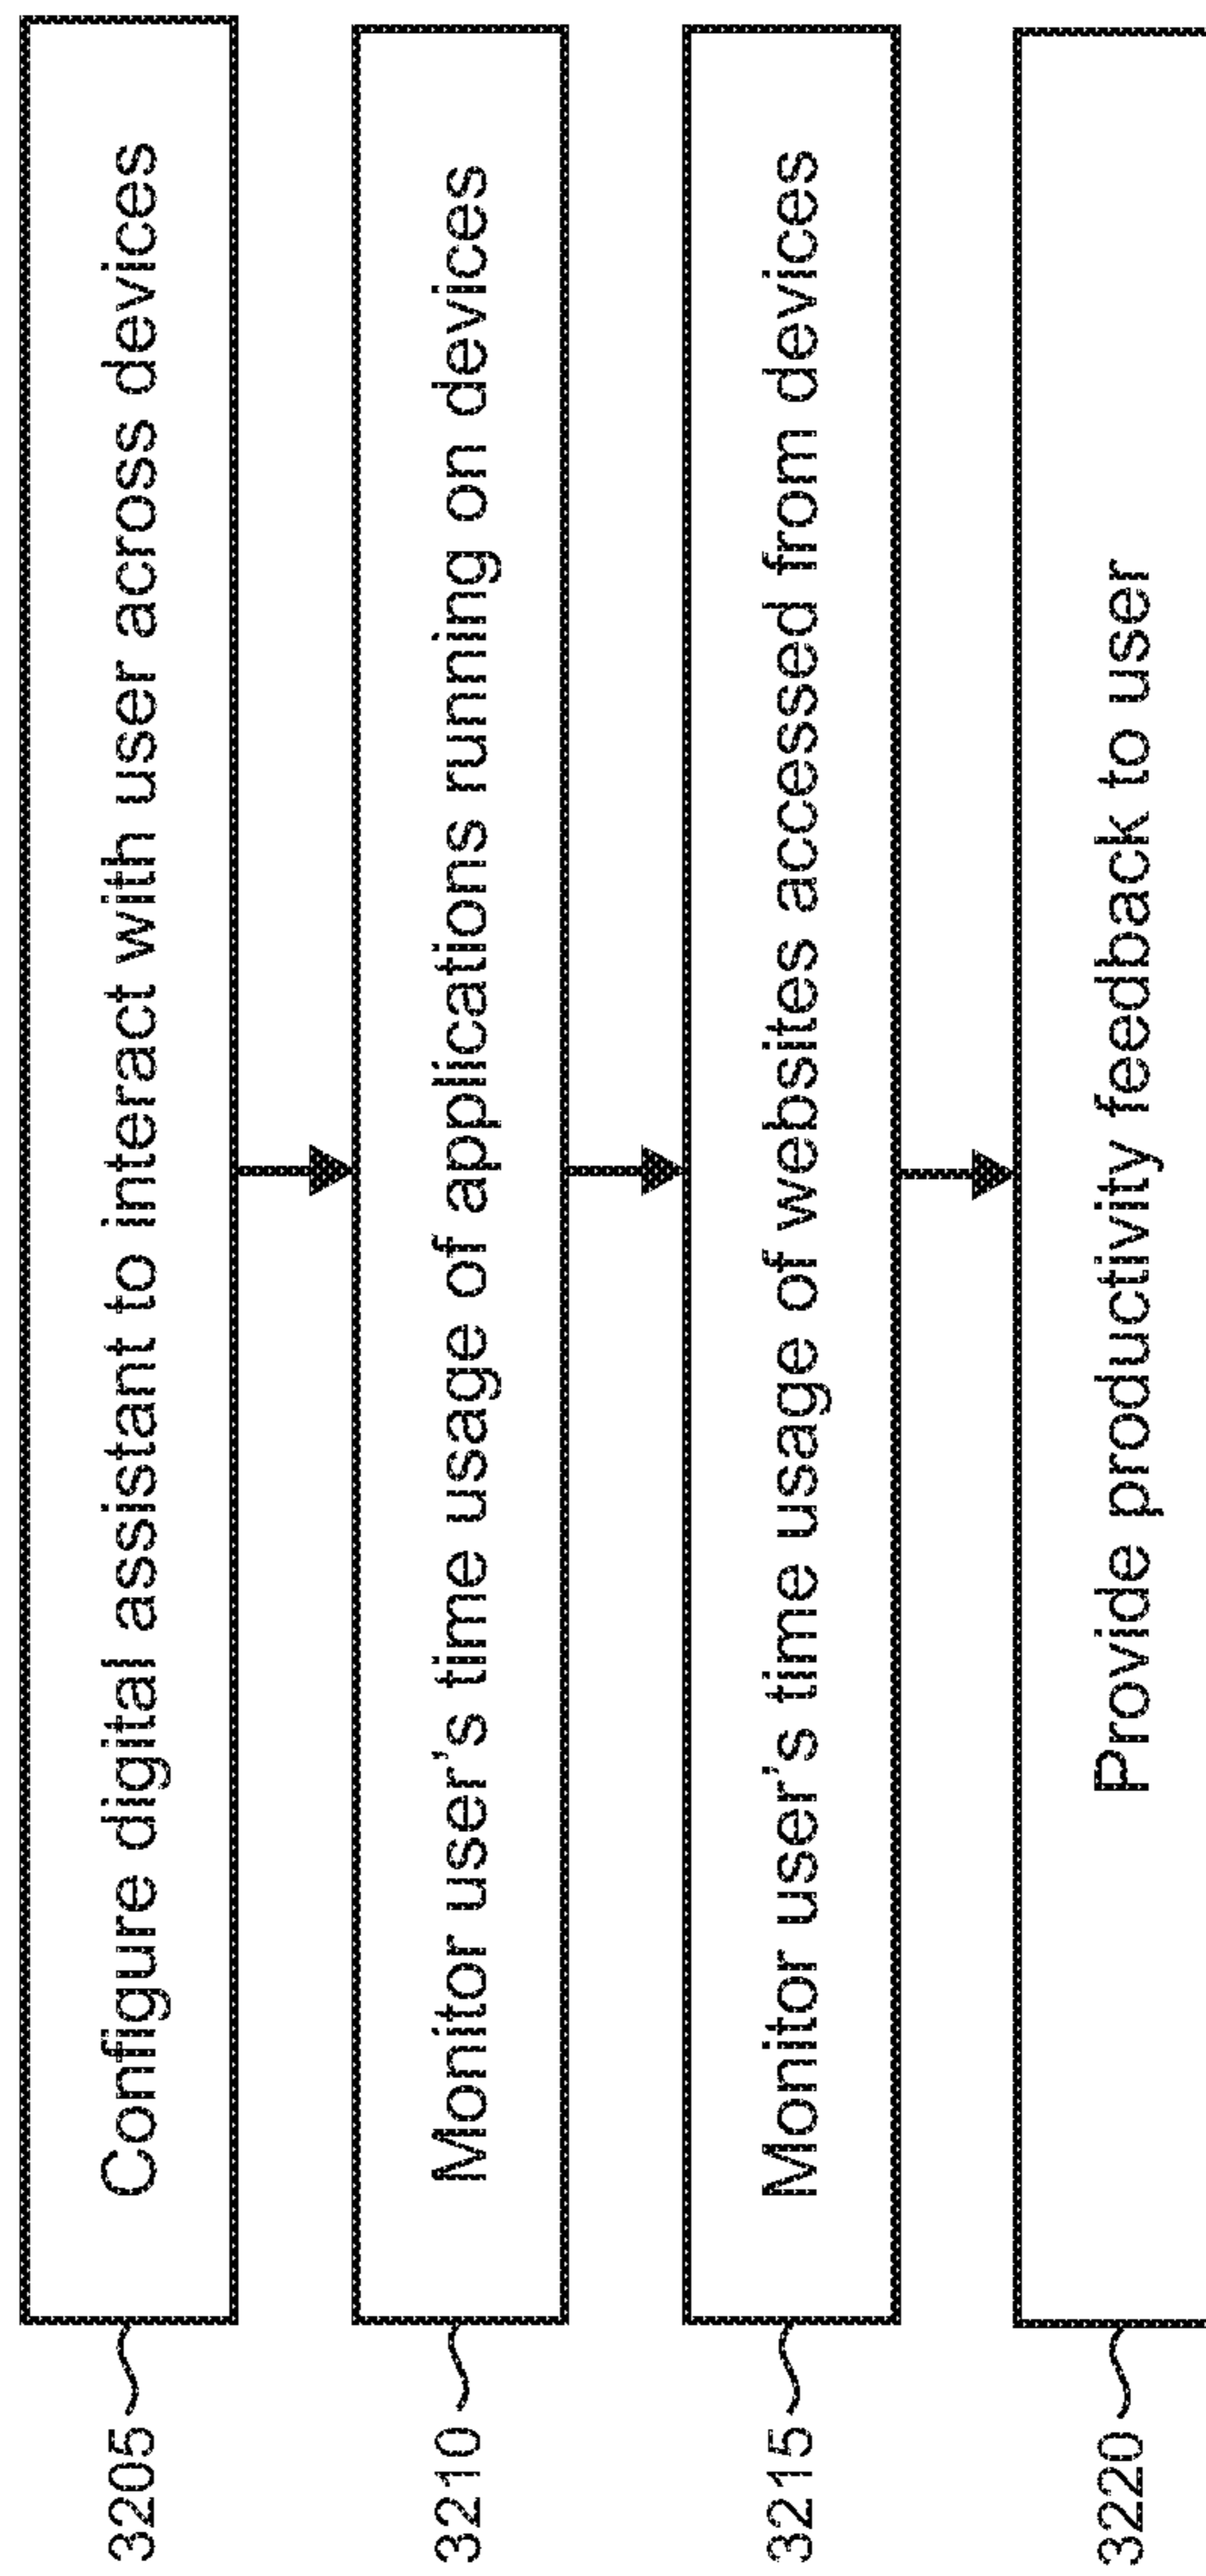 3205 Configure digital assistant to interact with user across devices
3210 Monitor user's time usage of applications running on devices
3215 Monitor user's time usage of websites accessed from devices
3220 Provide productivity feedback to user